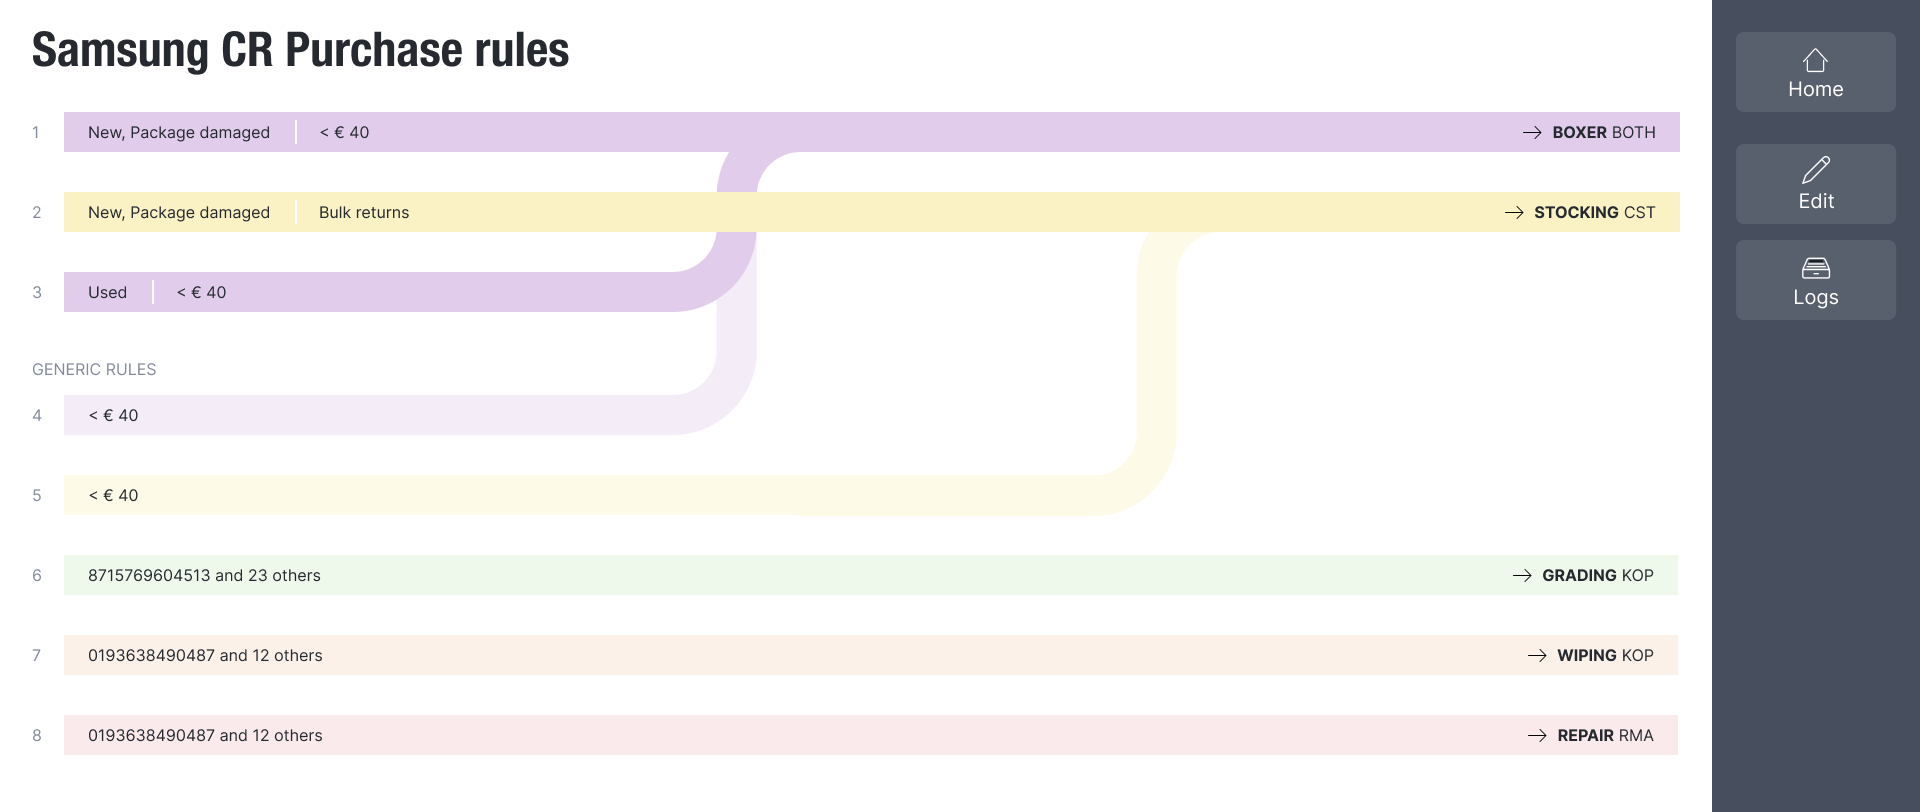 Samsung CR Purchase rules
1 New, Package damaged < € 40 → BOXER BOTH
2 New, Package damaged Bulk returns → STOCKING CST
3 Used < € 40
GENERIC RULES
4 < € 40
5 < € 40
6 8715769604513 and 23 others → GRADING KOP
7 0193638490487 and 12 others → WIPING KOP
8 0193638490487 and 12 others → REPAIR RMA
Home
Edit
Logs